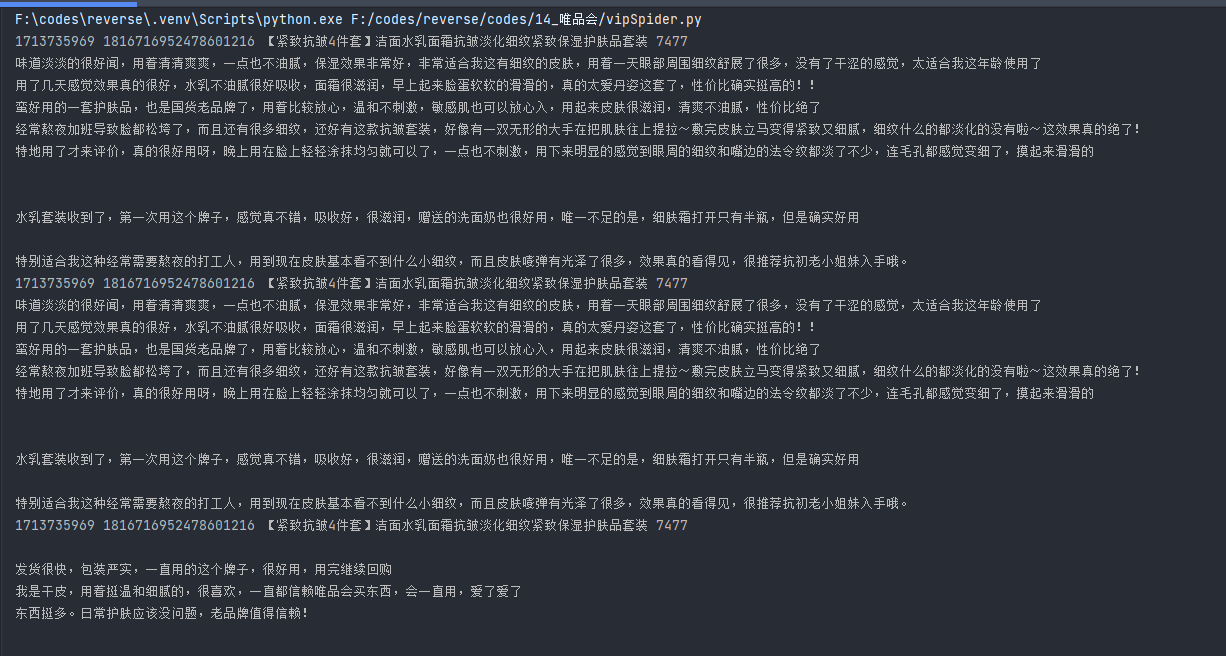 F:\codes\reverse\.venv\Scripts\python.exe F:/codes/reverse/codes/14_唯品会/vipSpider.py
1713735969 1816716952478601216 【紧致抗皱4件套】洁面水乳面霜抗皱淡化细纹紧致保湿护肤品套装 7477
味道淡淡的很好闻，用着清清爽爽，一点也不油腻，保湿效果非常好，非常适合我这有细纹的皮肤，用着一天眼部周围细纹舒展了很多，没有了干涩的感觉，太适合我这年龄使用了
用了几天感觉效果真的很好，水乳不油腻很好吸收，面霜很滋润，早上起来脸蛋软软的滑滑的，真的太爱丹姿这套了，性价比确实挺高的！！
蛮好用的一套护肤品，也是国货老品牌了，用着比较放心，温和不刺激，敏感肌也可以放心入，用起来皮肤很滋润，清爽不油腻，性价比绝了
经常熬夜加班导致脸都松垮了，而且还有很多细纹，还好有这款抗皱套装，好像有一双无形的大手在把肌肤往上提拉～敷完皮肤立马变得紧致又细腻，细纹什么的都淡化的没有啦～这效果真的绝了！
特地用了才来评价，真的很好用呀，晚上用在脸上轻轻涂抹均匀就可以了，一点也不刺激，用下来明显的感觉到眼周的细纹和嘴边的法令纹都淡了不少，连毛孔都感觉变细了，摸起来滑滑的
水乳套装收到了，第一次用这个牌子，感觉真不错，吸收好，很滋润，赠送的洗面奶也很好用，唯一不足的是，细肤霜打开只有半瓶，但是确实好用
特别适合我这种经常需要熬夜的打工人，用到现在皮肤基本看不到什么小细纹，而且皮肤唛弹有光泽了很多，效果真的看得见，很推荐抗初老小姐妹入手哦。
1713735969 1816716952478601216 【紧致抗皱4件套】洁面水乳面霜抗皱淡化细纹紧致保湿护肤品套装 7477
味道淡淡的很好闻，用着清清爽爽，一点也不油腻，保湿效果非常好，非常适合我这有细纹的皮肤，用着一天眼部周围细纹舒展了很多，没有了干涩的感觉，太适合我这年龄使用了
用了几天感觉效果真的很好，水乳不油腻很好吸收，面霜很滋润，早上起来脸蛋软软的滑滑的，真的太爱丹姿这套了，性价比确实挺高的！！
蛮好用的一套护肤品，也是国货老品牌了，用着比较放心，温和不刺激，敏感肌也可以放心入，用起来皮肤很滋润，清爽不油腻，性价比绝了
经常熬夜加班导致脸都松垮了，而且还有很多细纹，还好有这款抗皱套装，好像有一双无形的大手在把肌肤往上提拉～敷完皮肤立马变得紧致又细腻，细纹什么的都淡化的没有啦～这效果真的绝了！
特地用了才来评价，真的很好用呀，晚上用在脸上轻轻涂抹均匀就可以了，一点也不刺激，用下来明显的感觉到眼周的细纹和嘴边的法令纹都淡了不少，连毛孔都感觉变细了，摸起来滑滑的
水乳套装收到了，第一次用这个牌子，感觉真不错，吸收好，很滋润，赠送的洗面奶也很好用，唯一不足的是，细肤霜打开只有半瓶，但是确实好用
特别适合我这种经常需要熬夜的打工人，用到现在皮肤基本看不到什么小细纹，而且皮肤唛弹有光泽了很多，效果真的看得见，很推荐抗初老小姐妹入手哦。
1713735969 1816716952478601216 【紧致抗皱4件套】洁面水乳面霜抗皱淡化细纹紧致保湿护肤品套装 7477
发货很快，包装严实，一直用的这个牌子，很好用，用完继续回购
我是干皮，用着挺温和细腻的，很喜欢，一直都信赖唯品会买东西，会一直用，爱了爱了
东西挺多。日常护肤应该没问题，老品牌值得信赖！